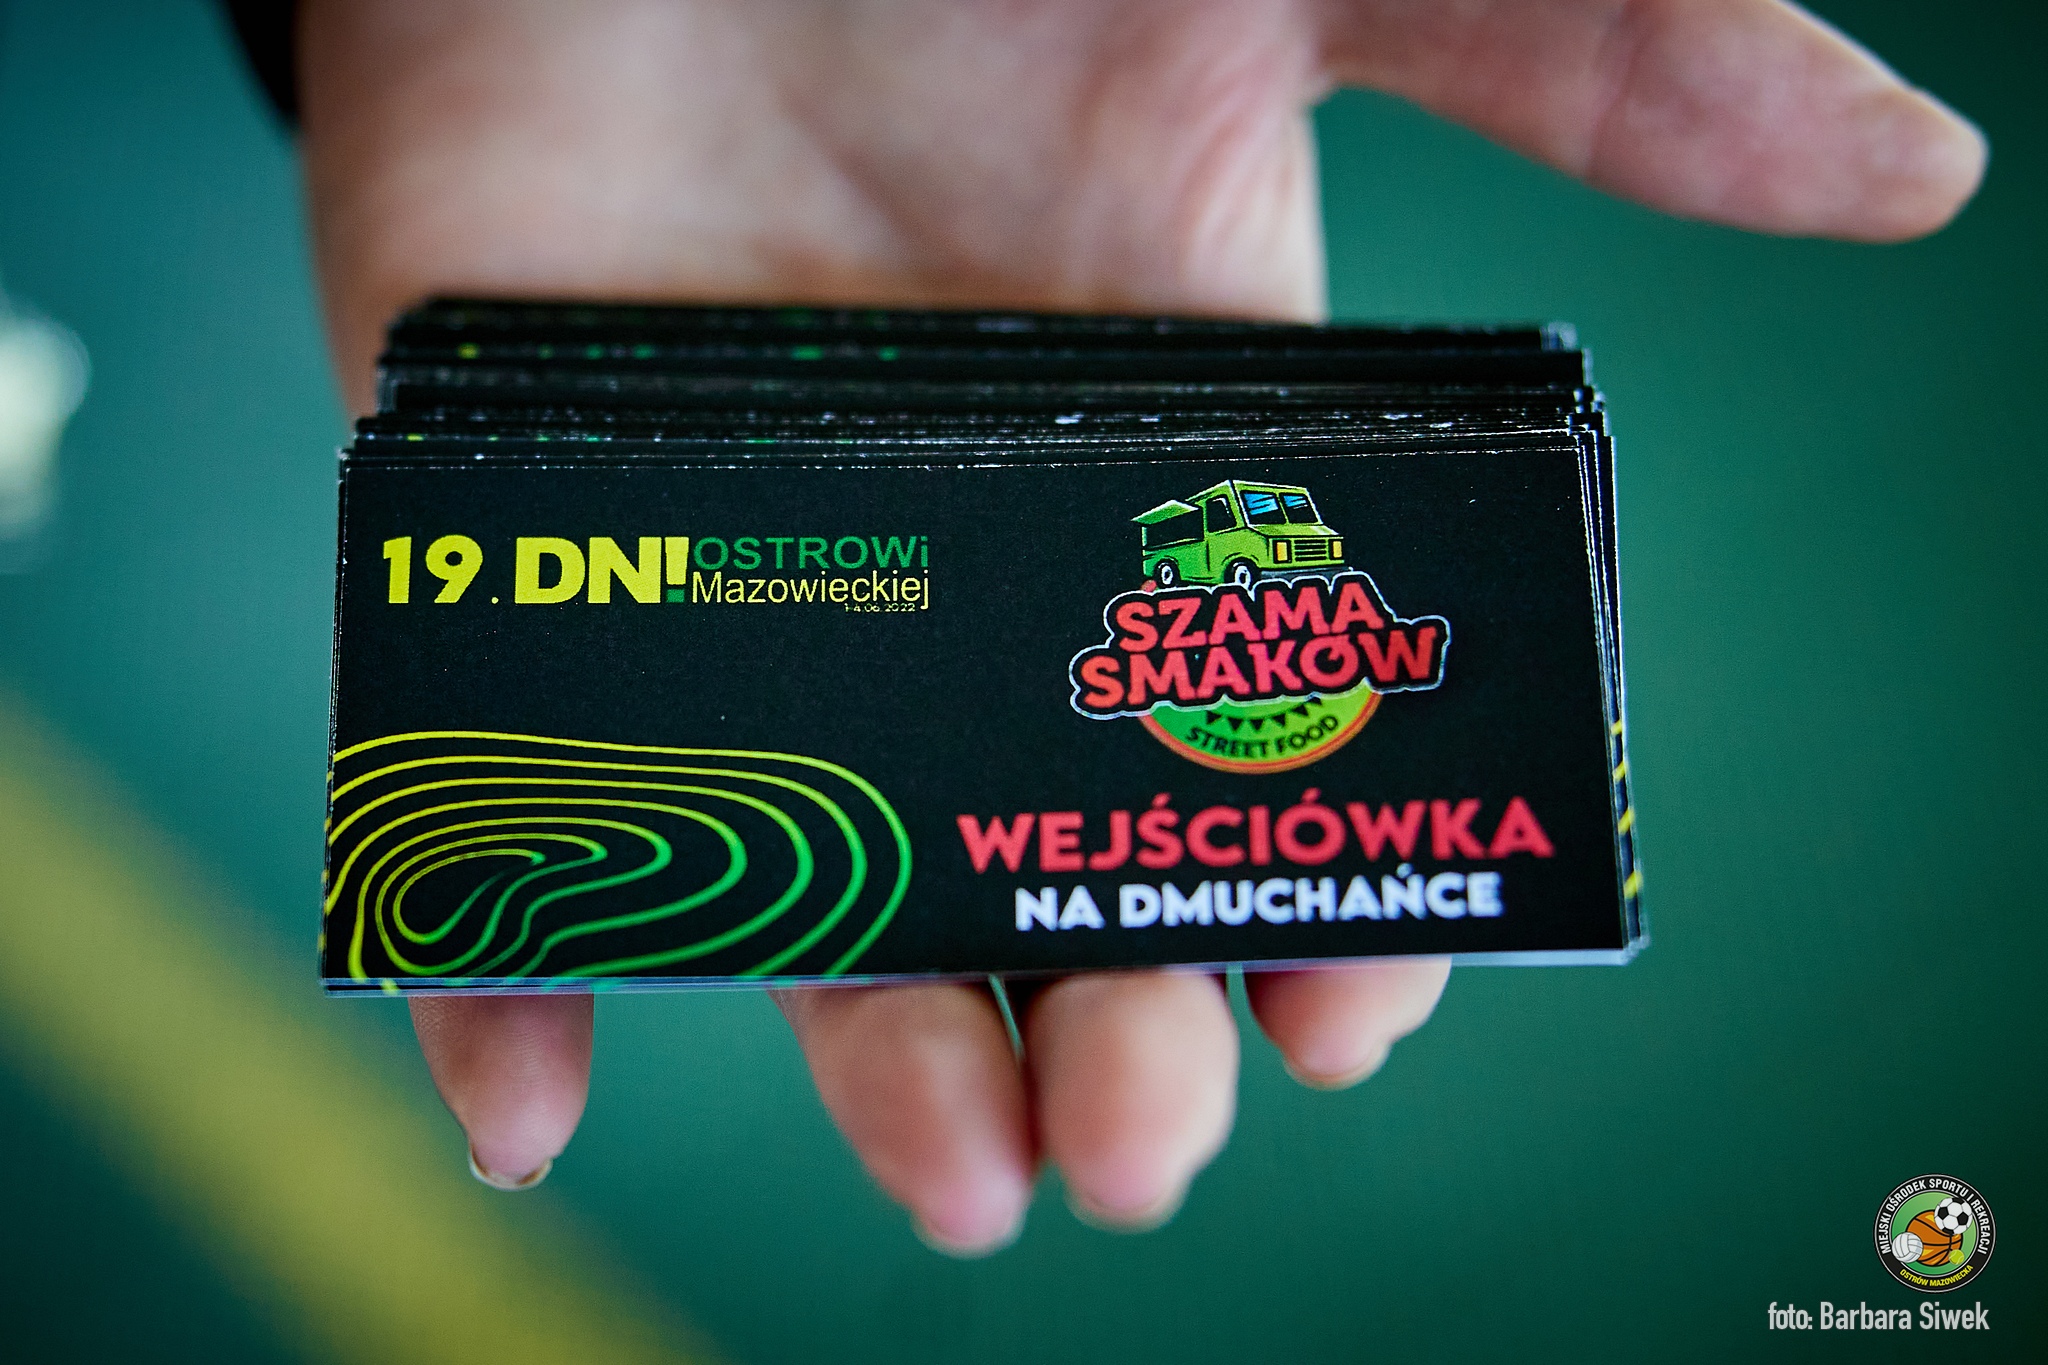 19. DN! OSTROWi
Mazowieckiej
1-4.06.2022
SZAMA
SMAKÓW
STREET FOOD
WEJŚCIÓWKA
NA DMUCHAŃCE
MIEJSKI OŚRODEK SPORTU I REKREACJI
OSTRÓW MAZOWIECKA
foto: Barbara Siwek